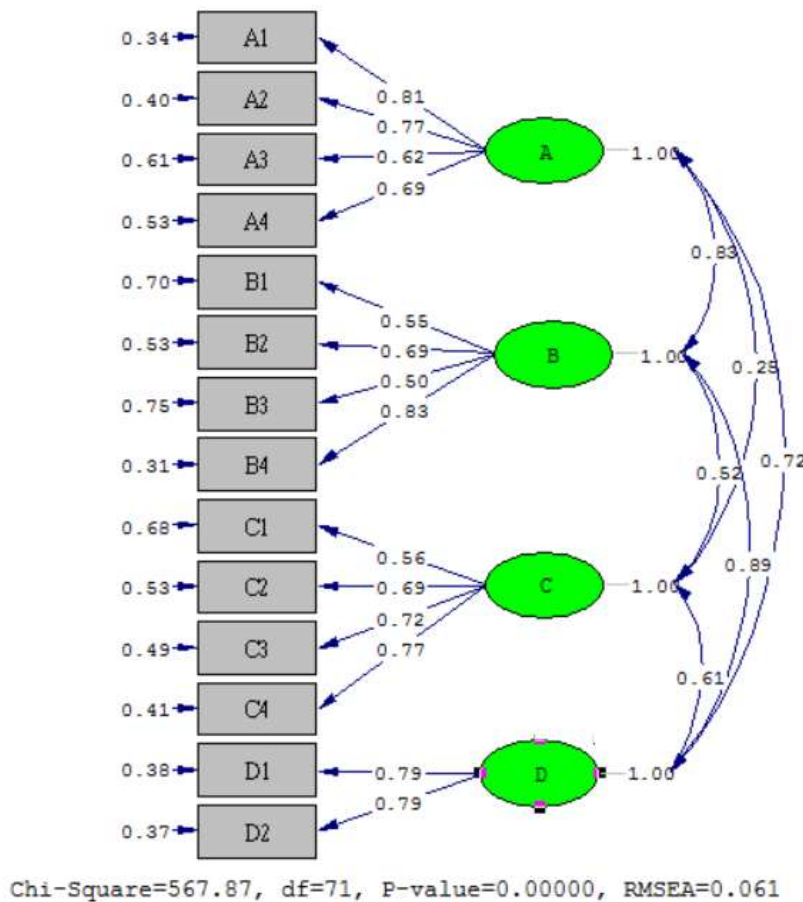 0.34 A1
0.81
0.40 A2
0.77
0.61 A3
0.62
A 1.00
0.69
0.53 A4
0.83
0.70 B1
0.55
0.53 B2
0.69
B 1.00
0.50
0.25
0.75 B3
0.83
0.31 B4
0.72
0.52
0.68 C1
0.56
0.89
0.53 C2
0.69
C 1.00
0.72
0.49 C3
0.77
0.61
0.41 C4
0.38 D1
0.79
D 1.00
0.79
0.37 D2
Chi-Square=567.87, df=71, P-value=0.00000, RMSEA=0.061